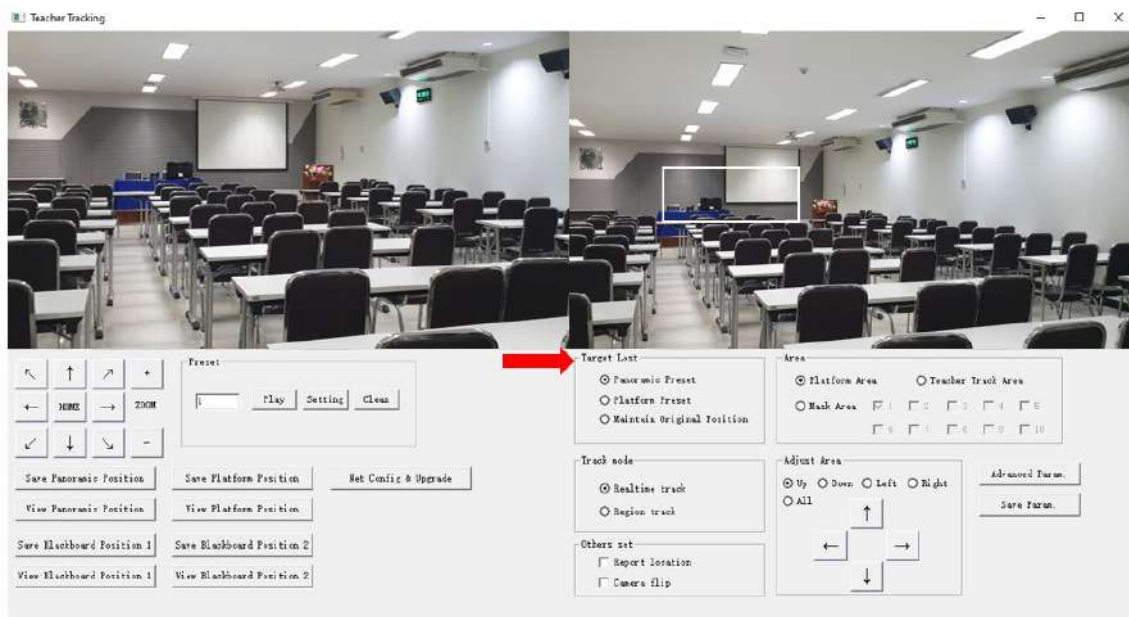 Teacher Tracking
Preset
HOME
ZOOM
1
Play
Setting
Clean
Save Panoramic Position
Save Platform Position
Net Config & Upgrade
View Panoramic Position
View Platform Position
Save Blackboard Position 1
Save Blackboard Position 2
View Blackboard Position 1
View Blackboard Position 2
Target Lost
Panoramic Preset
Platform Preset
Maintain Original Position
Track mode
Realtime track
Region track
Others set
Report location
Camera flip
Area
Platform Area
Teacher Track Area
Mask Area
1 2 3 4 5
6 7 8 9 10
Adjust Area
Up Down Left Right
All
Advanced Param.
Save Param.